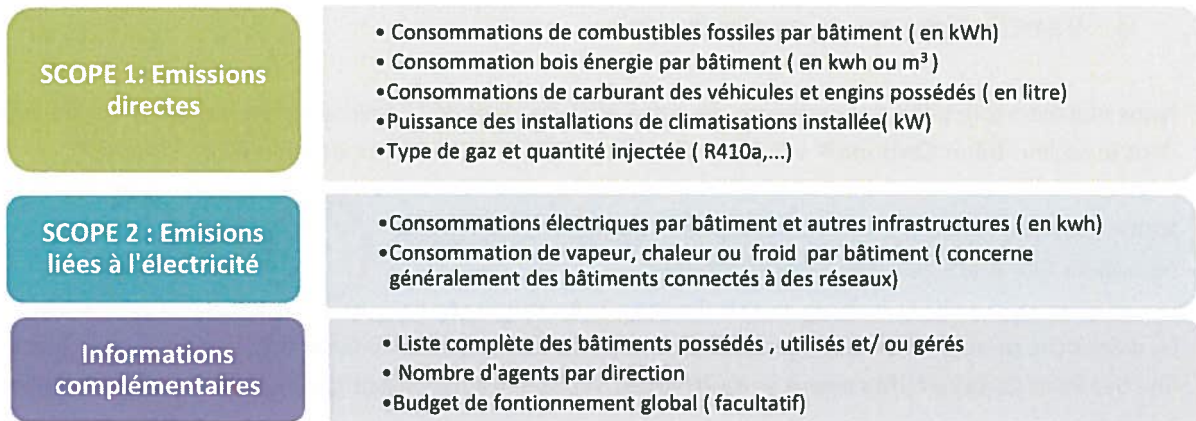 SCOPE 1: Emissions
directes
• Consommations de combustibles fossiles par bâtiment ( en kWh)
• Consommation bois énergie par bâtiment ( en kwh ou m³ )
•Consommations de carburant des véhicules et engins possédés ( en litre)
•Puissance des installations de climatisations installée( kW)
•Type de gaz et quantité injectée ( R410a,...)
SCOPE 2 : Emisions
liées à l'électricité
•Consommations électriques par bâtiment et autres infrastructures ( en kwh)
•Consommation de vapeur, chaleur ou froid par bâtiment ( concerne
généralement des bâtiments connectés à des réseaux)
Informations
complémentaires
• Liste complète des bâtiments possédés utilisés et/ ou gérés
• Nombre d'agents par direction
•Budget de fontionnement global ( facultatif)